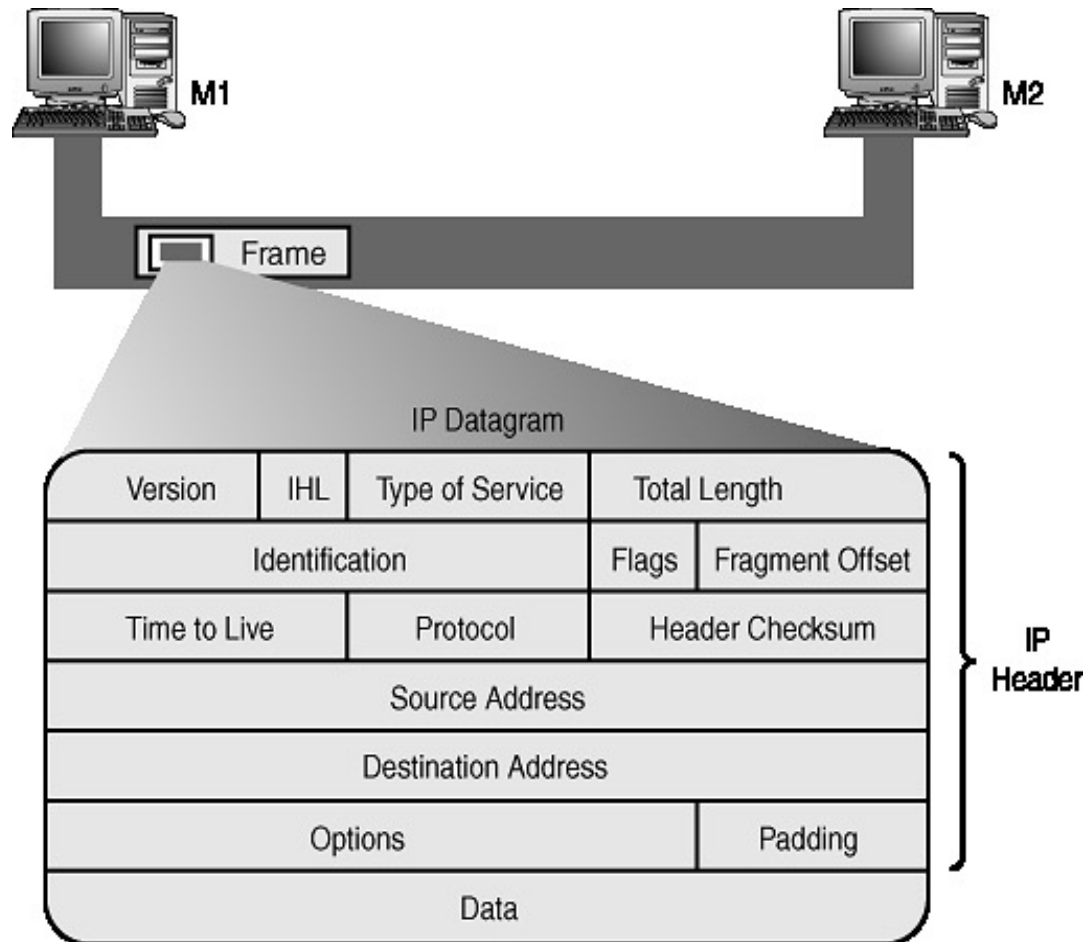 M1
M2
Frame
IP Datagram
Version IHL Type of Service Total Length
Identification Flags Fragment Offset
Time to Live Protocol Header Checksum
Source Address
Destination Address
Options Padding
Data
IP
Header